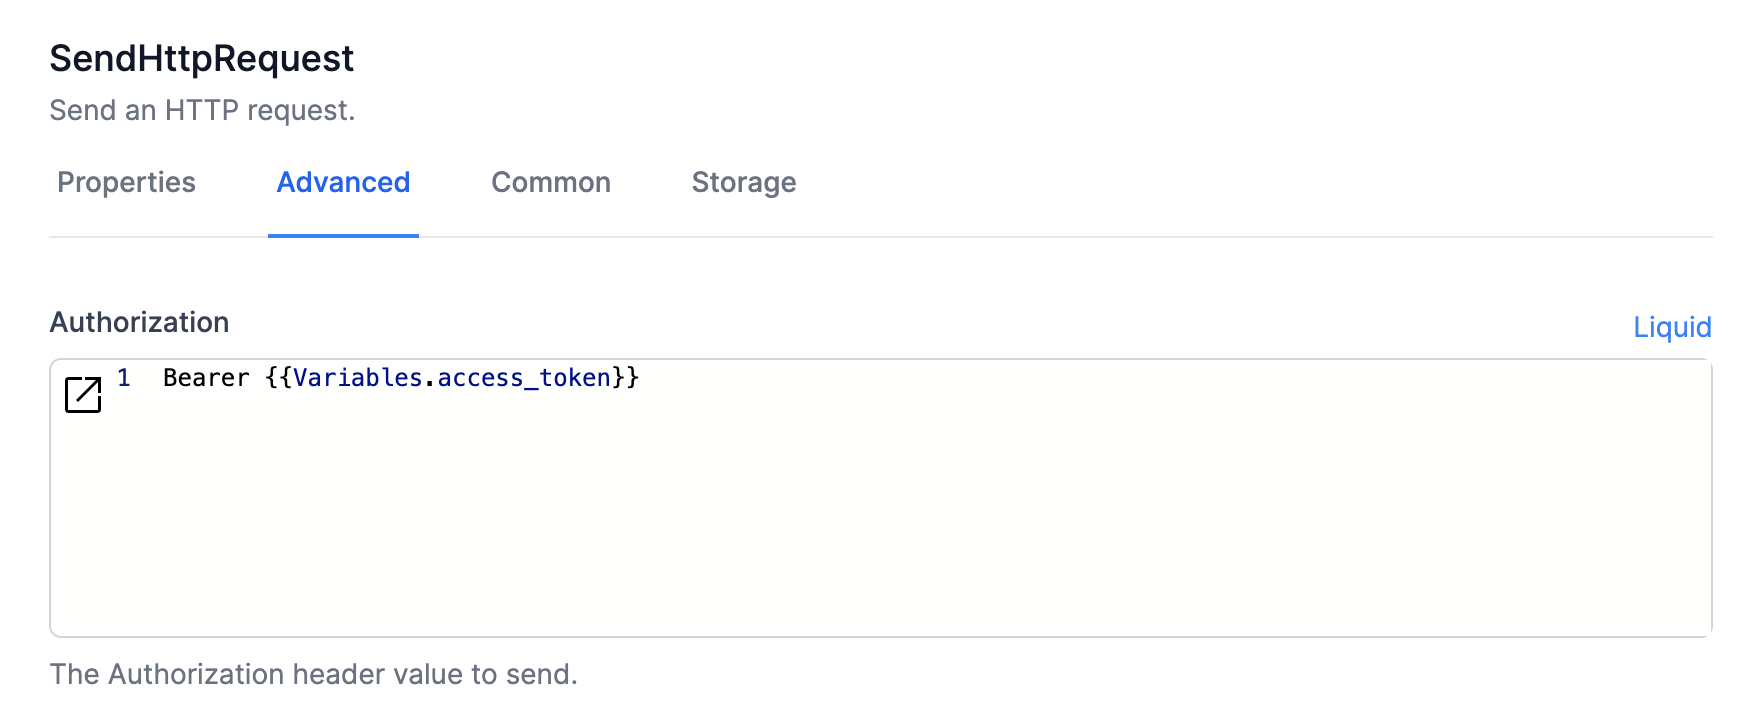 SendHttpRequest
Send an HTTP request.
Properties Advanced Common Storage
Authorization Liquid
1 Bearer {{Variables.access_token}}
The Authorization header value to send.